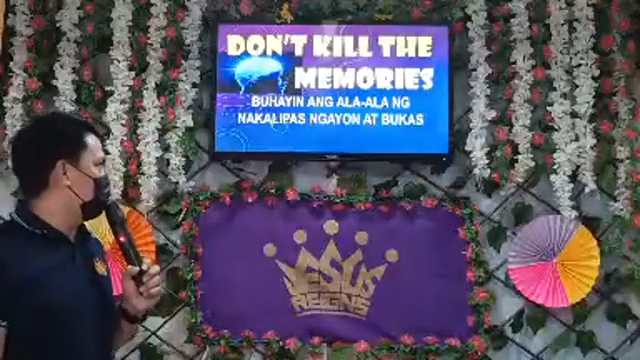 DON'T KILL THE
MEMORIES
BUHAYIN ANG ALA-ALA NG
NAKALIPAS NGAYON AT BUKAS
JESUS
REIGNS